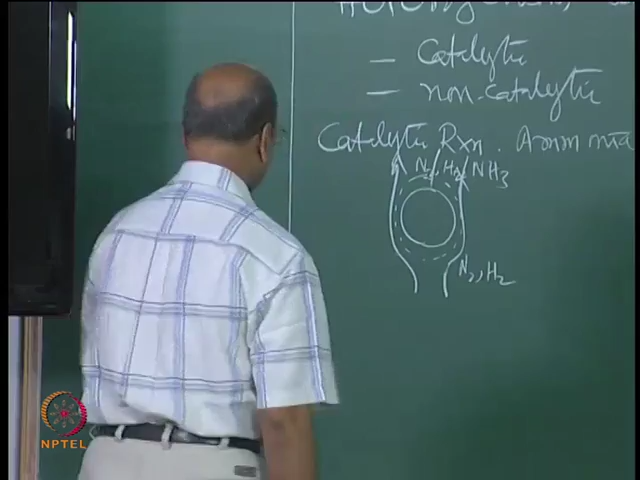 - Catalytic
- non-catalytic
Catalytic Rxn. Ammonia
N2, H2 NH3
N2, H2
NPTEL